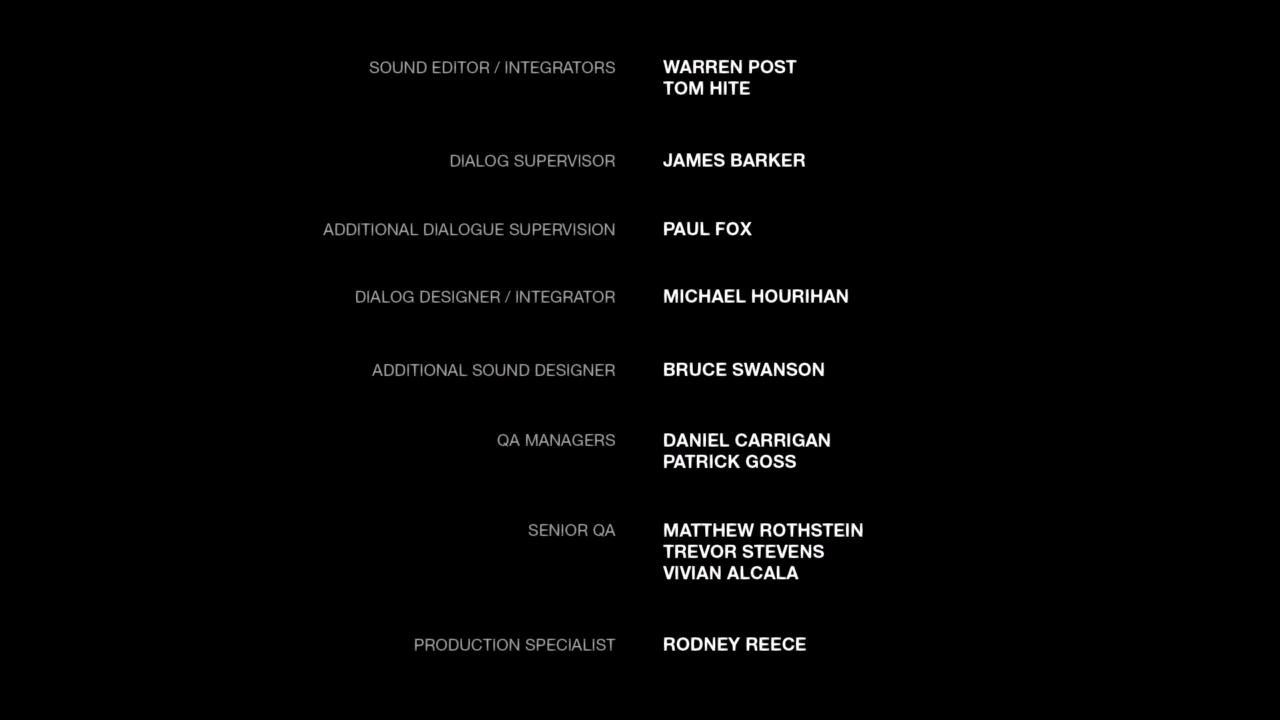 SOUND EDITOR / INTEGRATORS WARREN POST
TOM HITE
DIALOG SUPERVISOR JAMES BARKER
ADDITIONAL DIALOGUE SUPERVISION PAUL FOX
DIALOG DESIGNER / INTEGRATOR MICHAEL HOURIHAN
ADDITIONAL SOUND DESIGNER BRUCE SWANSON
QA MANAGERS DANIEL CARRIGAN
PATRICK GOSS
SENIOR QA MATTHEW ROTHSTEIN
TREVOR STEVENS
VIVIAN ALCALA
PRODUCTION SPECIALIST RODNEY REECE